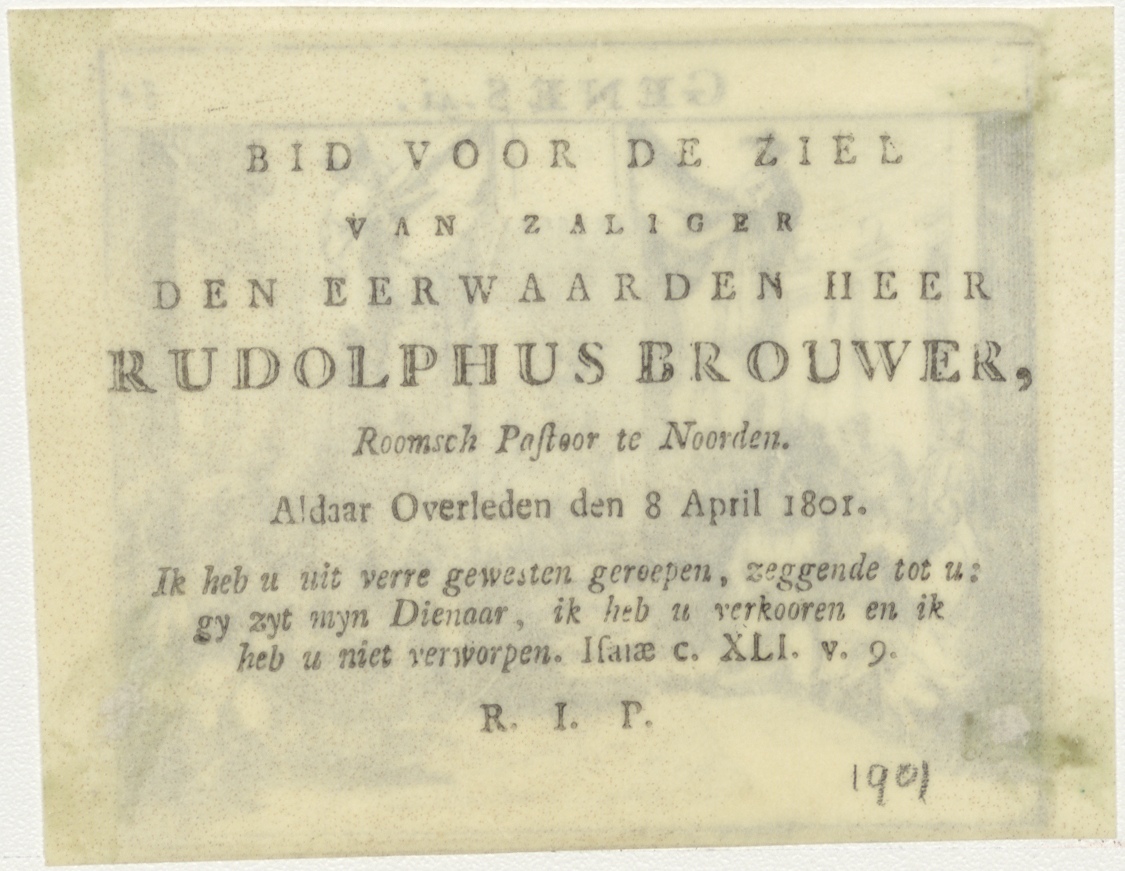 GENES.
BID VOOR DE ZIEL
VAN ZALIGER
DEN EERWAARDEN HEER
RUDOLPHUS BROUWER,
Roomsch Paſtoor te Noorden.
Aldaar Overleden den 8 April 1801.
Ik heb u uit verre gewesten geroepen, zeggende tot u:
gy zyt myn Dienaar, ik heb u verkooren en ik
heb u niet verworpen. Iſaiæ c. XLI. v. 9.
R. I. P.
1901